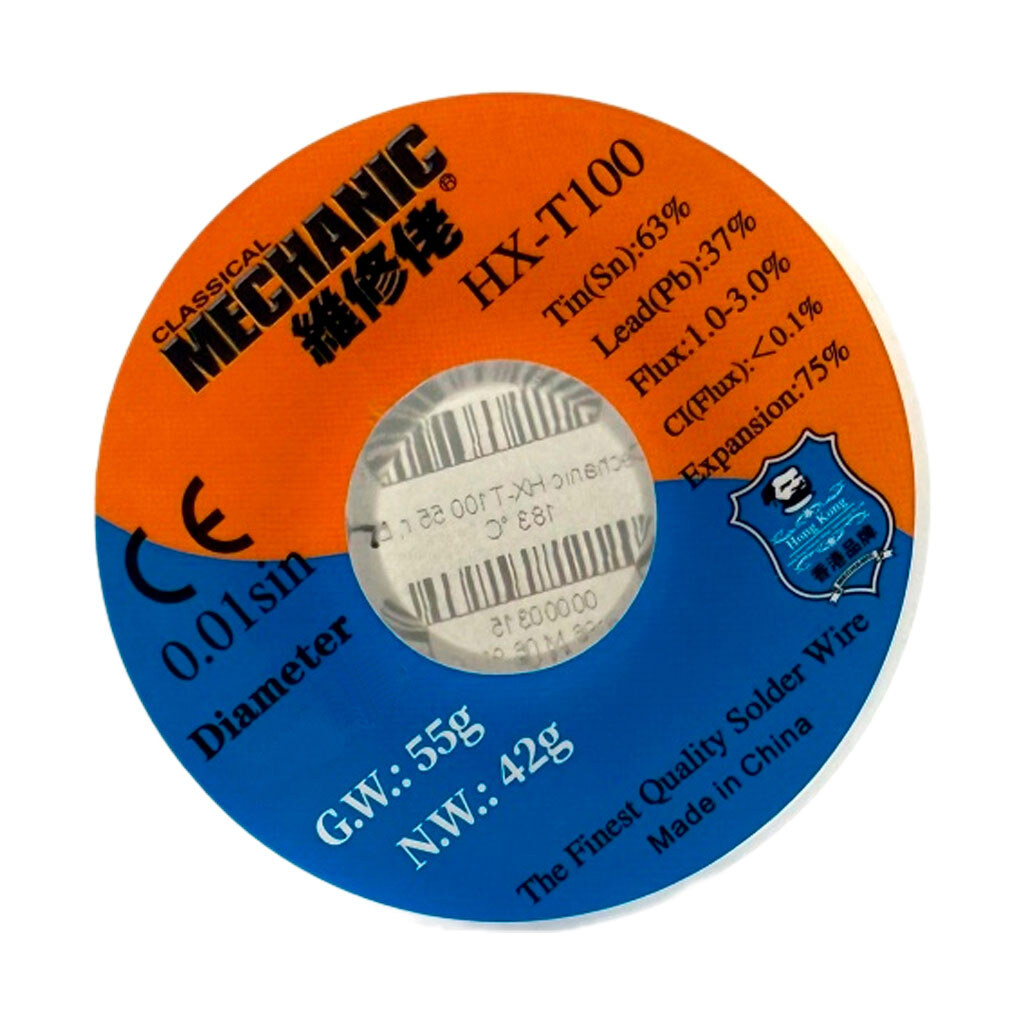 CLASSICAL
MECHANIC®
維修佬
HX-T100
Tin(Sn):63%
Lead(Pb):37%
Flux:1.0-3.0%
CI(Flux):<0.1%
Expansion:75%
Hong Kong
香港品牌
MECHANIC
CE
0.01sin
Diameter
G.W.: 55g
N.W.: 42g
The Finest Quality Solder Wire
Made in China
echanic HX-T100 55 г, Д
183 °C
00000315